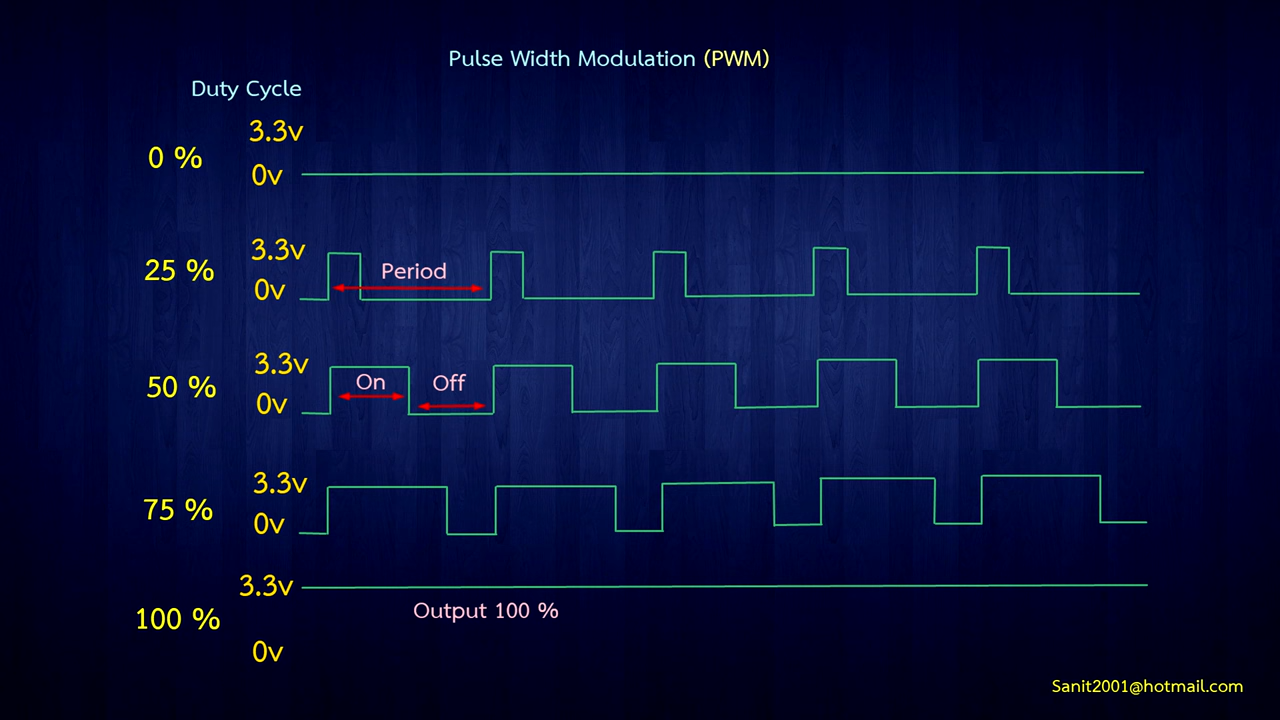 Pulse Width Modulation (PWM)
Duty Cycle
3.3v
0 %
0v
3.3v
25 %
Period
0v
3.3v
50 %
On
Off
0v
3.3v
75 %
0v
3.3v
Output 100 %
100 %
0v
Sanit2001@hotmail.com